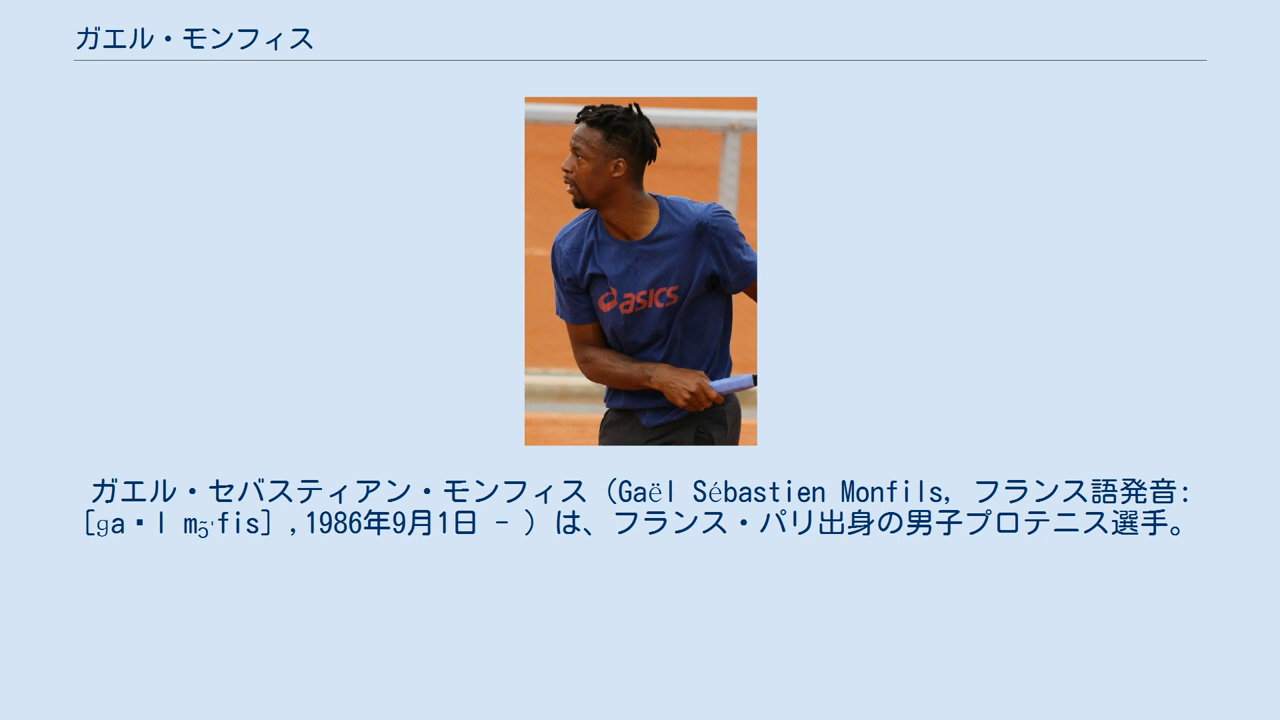 ガエル・モンフィス
asics
ガエル・セバスティアン・モンフィス（Gaël Sébastien Monfils, フランス語発音:
[ɡa・l mɔ̃ˈfis] ,1986年9月1日 - ）は、フランス・パリ出身の男子プロテニス選手。